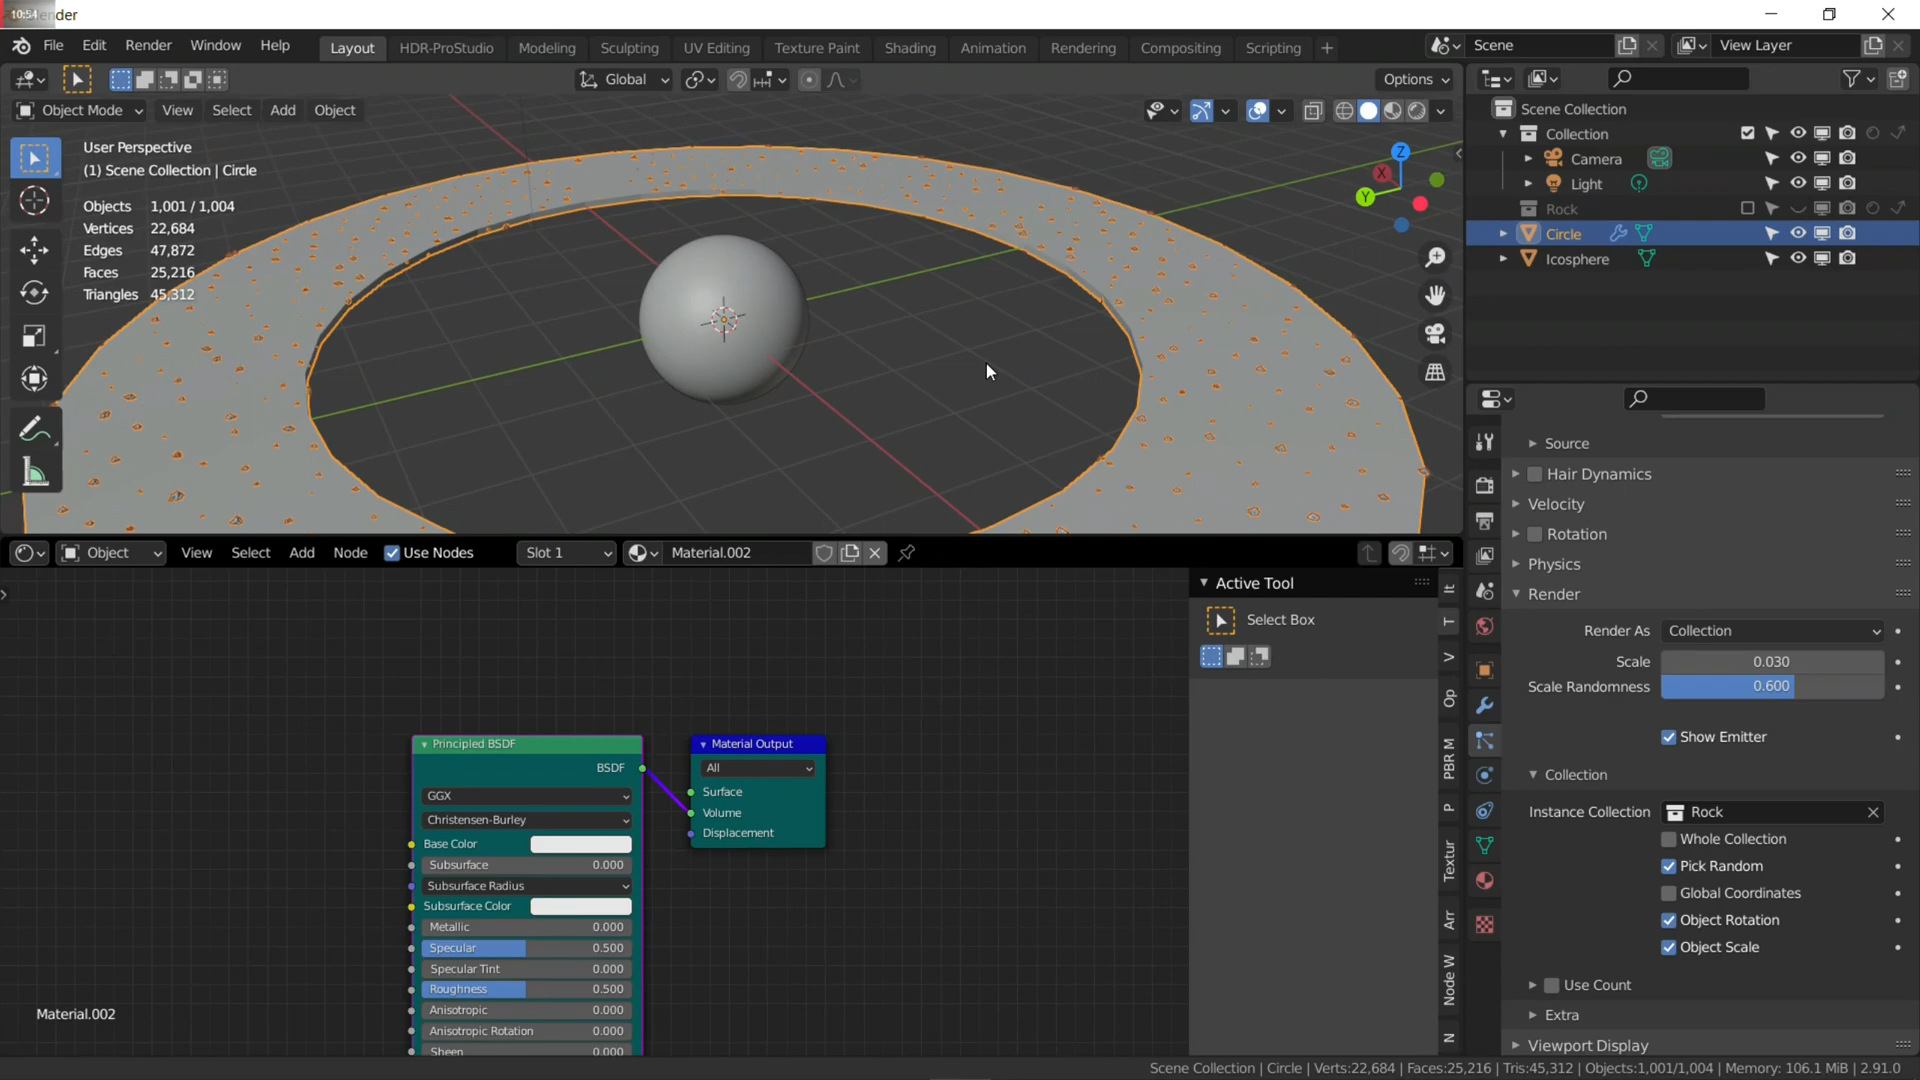 10:54 nder
File Edit Render Window Help Layout HDR-ProStudio Modeling Sculpting UV Editing Texture Paint Shading Animation Rendering Compositing Scripting + Scene View Layer
Global Options
Object Mode View Select Add Object
User Perspective
(1) Scene Collection | Circle
Objects 1,001 / 1,004
Vertices 22,684
Edges 47,872
Faces 25,216
Triangles 45,312
Z
X
Y
Scene Collection
Collection
Camera
Light
Rock
Circle
Icosphere
Source
Hair Dynamics
Velocity
Rotation
Physics
Render
Render As Collection
Scale 0.030
Scale Randomness 0.600
Show Emitter
Collection
Instance Collection Rock
Whole Collection
Pick Random
Global Coordinates
Object Rotation
Object Scale
Use Count
Extra
Viewport Display
Object View Select Add Node Use Nodes Slot 1 Material.002
Active Tool
Select Box
It
T
V
Op
PBR M
P
Textur
Arr
Node W
N
Principled BSDF
BSDF
GGX
Christensen-Burley
Base Color
Subsurface 0.000
Subsurface Radius
Subsurface Color
Metallic 0.000
Specular 0.500
Specular Tint 0.000
Roughness 0.500
Anisotropic 0.000
Anisotropic Rotation 0.000
Sheen 0.000
Material Output
All
Surface
Volume
Displacement
Material.002
Scene Collection | Circle | Verts:22,684 | Faces:25,216 | Tris:45,312 | Objects:1,001/1,004 | Memory: 106.1 MiB | 2.91.0